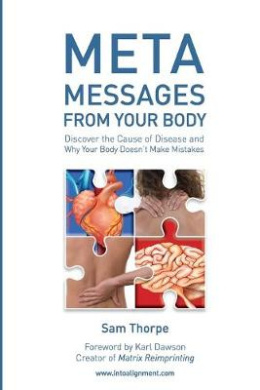 META
MESSAGES
FROM YOUR BODY
Discover the Cause of Disease and
Why Your Body Doesn't Make Mistakes
Sam Thorpe
Foreword by Karl Dawson
Creator of Matrix Reimprinting
www.intoalignment.com